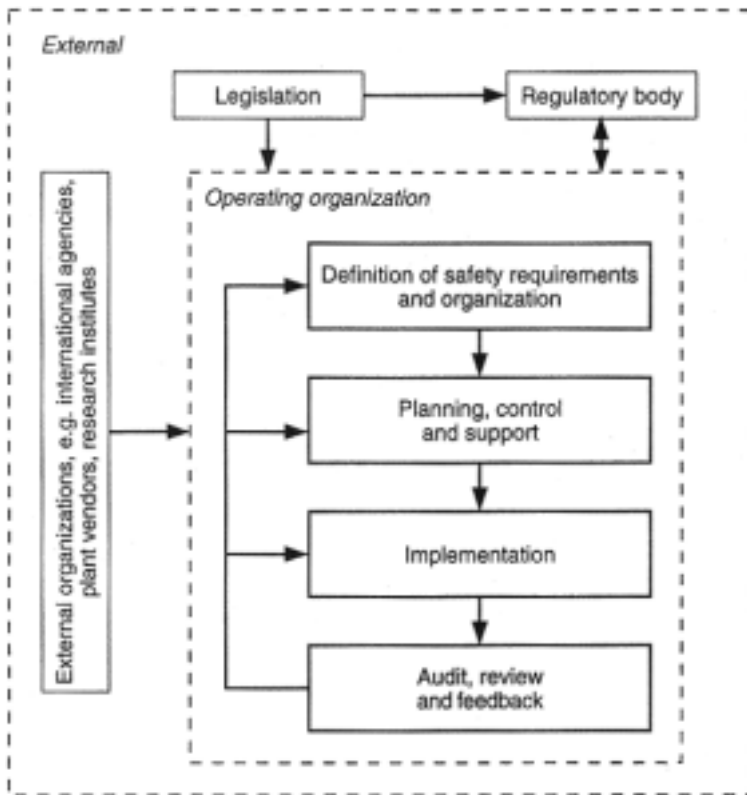 External
Legislation
Regulatory body
External organizations, e.g. international agencies,
plant vendors, research institutes
Operating organization
Definition of safety requirements
and organization
Planning, control
and support
Implementation
Audit, review
and feedback